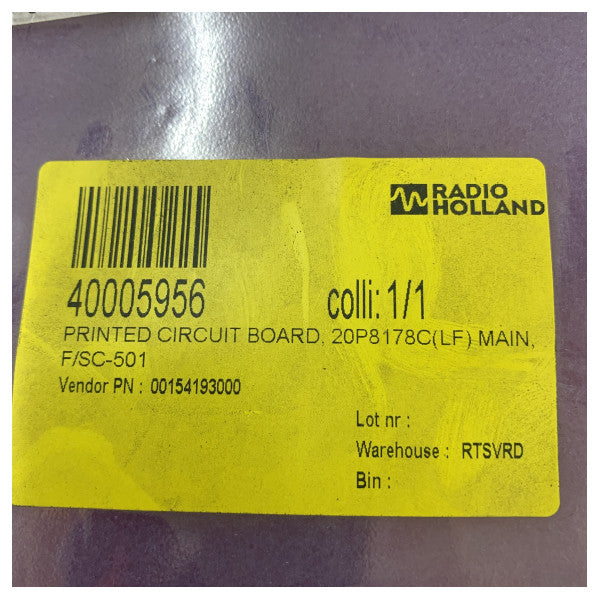 RADIO
HOLLAND
40005956 colli: 1/1
PRINTED CIRCUIT BOARD, 20P8178C(LF) MAIN,
F/SC-501
Vendor PN : 00154193000
Lot nr :
Warehouse : RTSVRD
Bin :